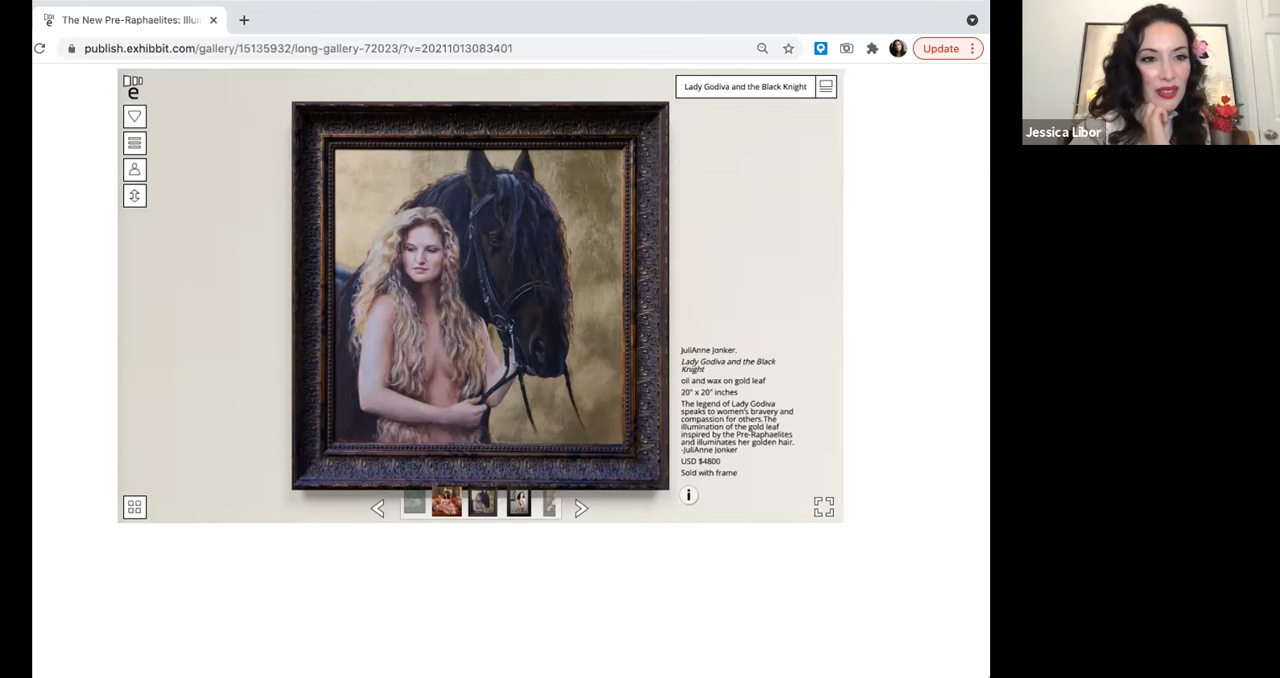 The New Pre-Raphaelites: Illu
publish.exhibbit.com/gallery/15135932/long-gallery-72023/?v=20211013083401
Update
e
Lady Godiva and the Black Knight
Jessica Libor
JuliAnne Jonker.
Lady Godiva and the Black
Knight
oil and wax on gold leaf
20" x 20" inches
The legend of Lady Godiva
speaks to women's bravery and
compassion for others.The
illumination of the gold leaf
inspired by the Pre-Raphaelites
and illuminates her golden hair.
-JuliAnne Jonker
USD $4800
Sold with frame
i